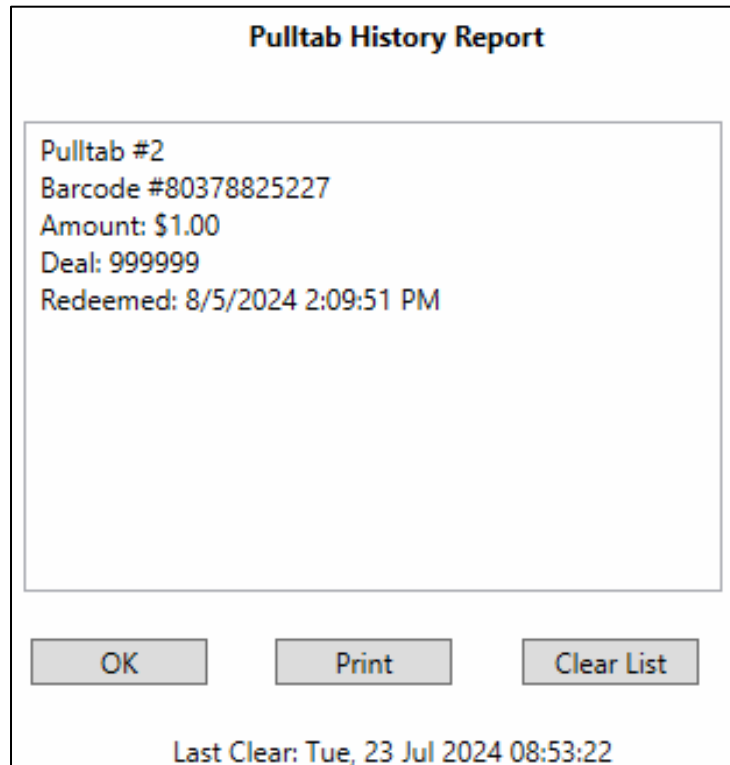 Pulltab History Report
Pulltab #2
Barcode #80378825227
Amount: $1.00
Deal: 999999
Redeemed: 8/5/2024 2:09:51 PM
OK Print Clear List
Last Clear: Tue, 23 Jul 2024 08:53:22